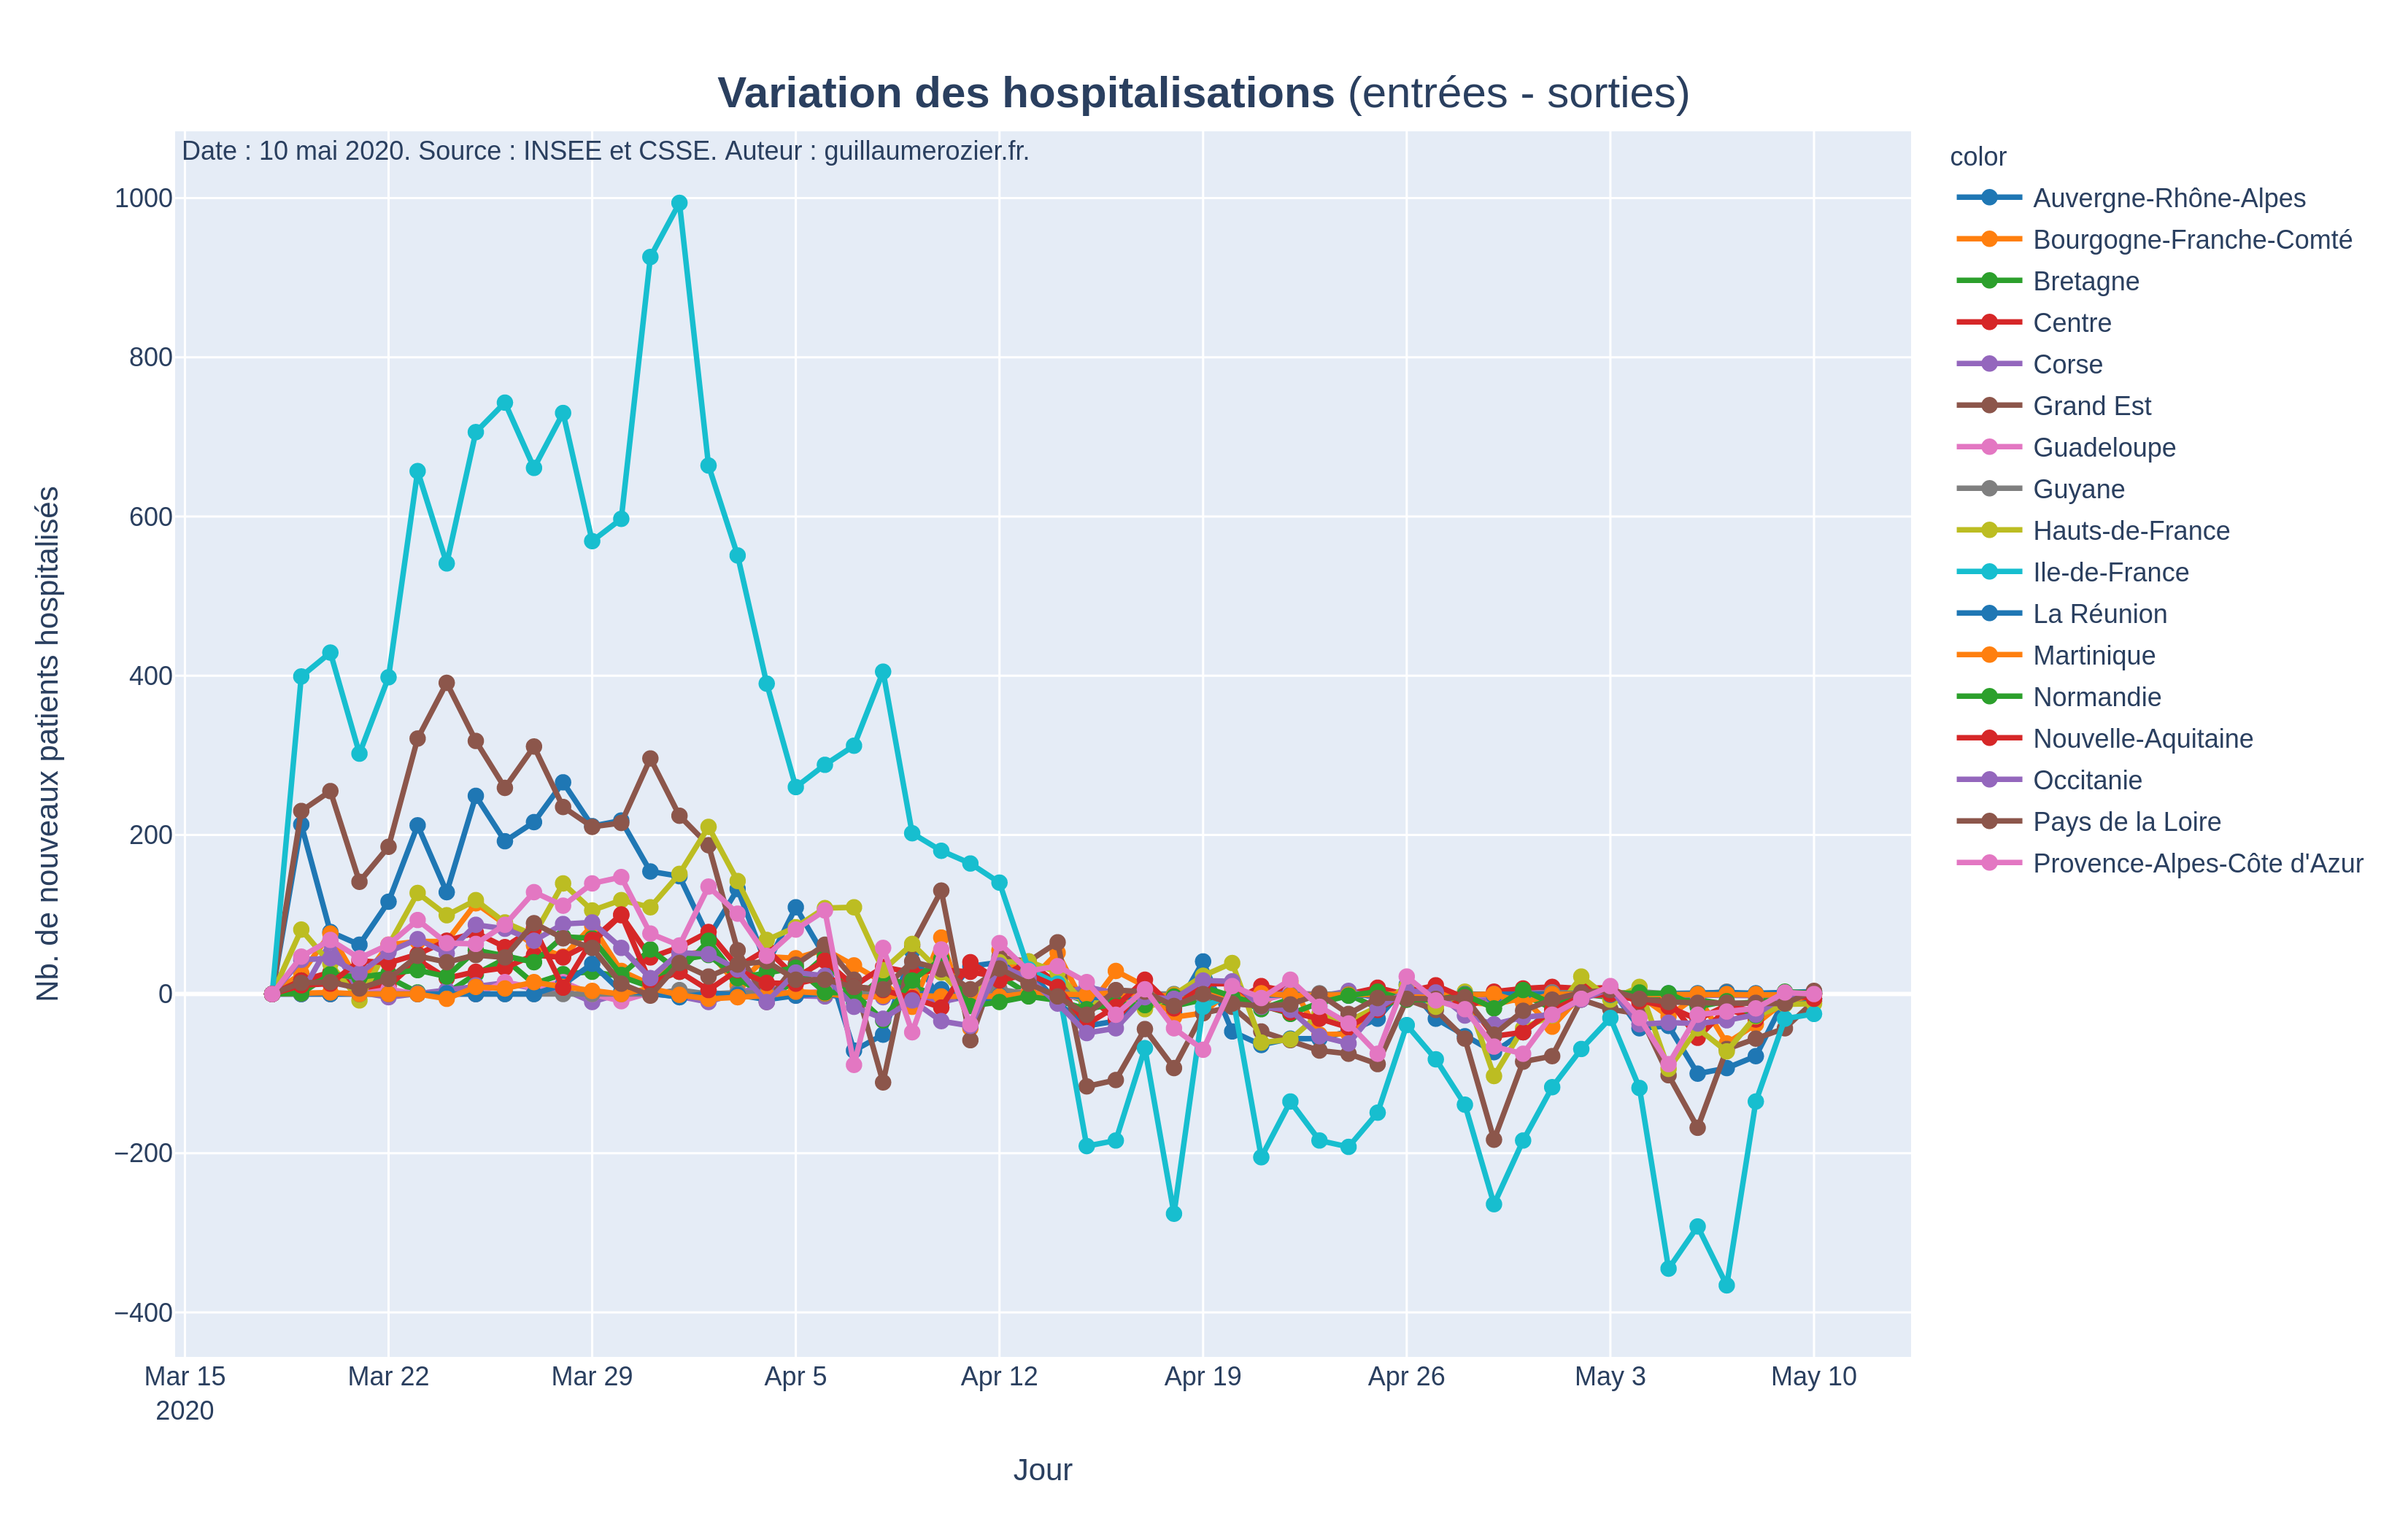 Variation des hospitalisations (entrées - sorties)
Date : 10 mai 2020. Source : INSEE et CSSE. Auteur : guillaumerozier.fr.
Nb. de nouveaux patients hospitalisés
1000
800
600
400
200
0
−200
−400
Mar 15
2020
Mar 22
Mar 29
Apr 5
Apr 12
Apr 19
Apr 26
May 3
May 10
Jour
color
Auvergne-Rhône-Alpes
Bourgogne-Franche-Comté
Bretagne
Centre
Corse
Grand Est
Guadeloupe
Guyane
Hauts-de-France
Ile-de-France
La Réunion
Martinique
Normandie
Nouvelle-Aquitaine
Occitanie
Pays de la Loire
Provence-Alpes-Côte d'Azur